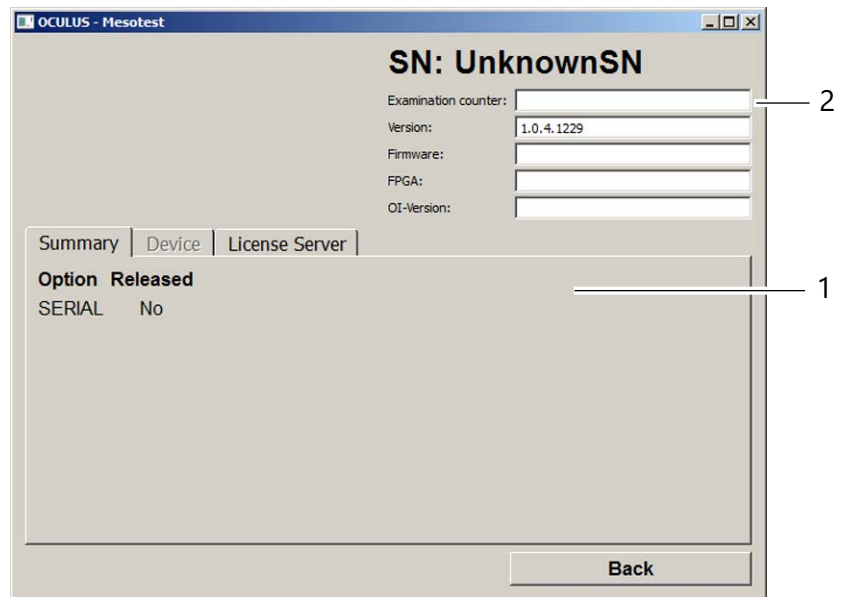 OCULUS - Mesotest
SN: UnknownSN
Examination counter:
2
Version: 1.0.4.1229
Firmware:
FPGA:
OI-Version:
Summary Device License Server
Option Released
1
SERIAL No
Back